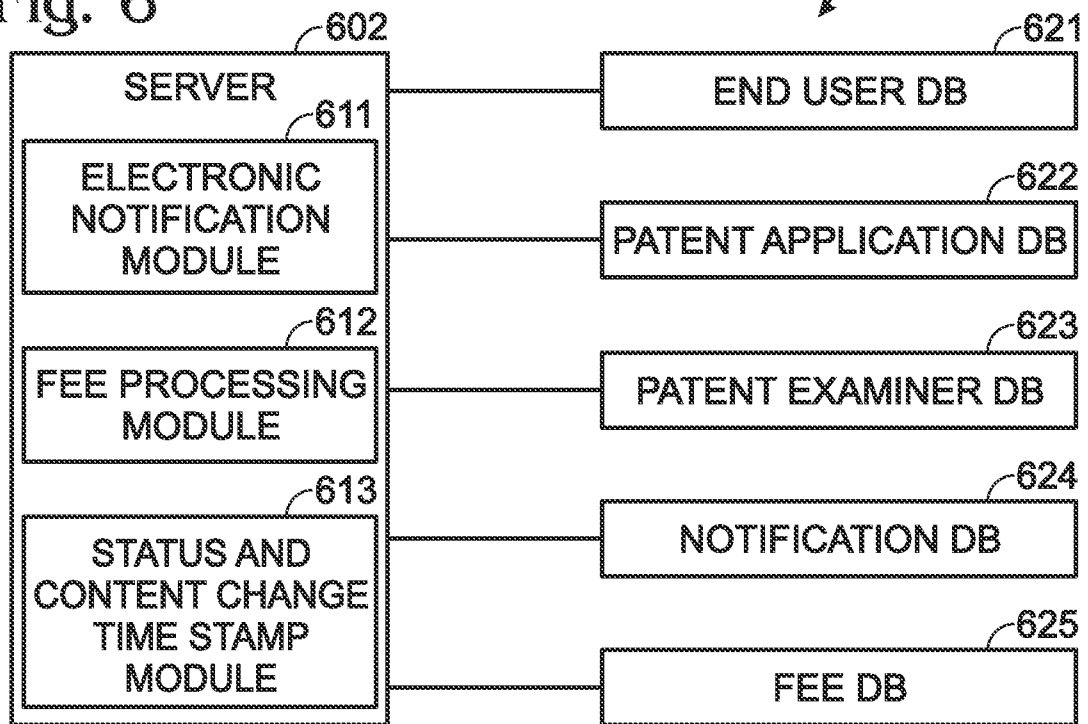 Fig. 6
602
SERVER
611
ELECTRONIC
NOTIFICATION
MODULE
612
FEE PROCESSING
MODULE
613
STATUS AND
CONTENT CHANGE
TIME STAMP
MODULE
621
END USER DB
622
PATENT APPLICATION DB
623
PATENT EXAMINER DB
624
NOTIFICATION DB
625
FEE DB